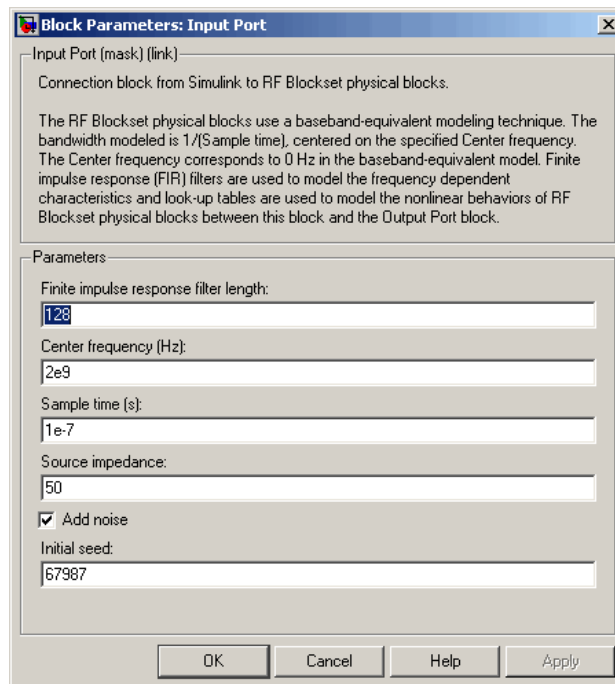 Block Parameters: Input Port
Input Port (mask) (link)
Connection block from Simulink to RF Blockset physical blocks.
The RF Blockset physical blocks use a baseband-equivalent modeling technique. The
bandwidth modeled is 1/(Sample time), centered on the specified Center frequency.
The Center frequency corresponds to 0 Hz in the baseband-equivalent model. Finite
impulse response (FIR) filters are used to model the frequency dependent
characteristics and look-up tables are used to model the nonlinear behaviors of RF
Blockset physical blocks between this block and the Output Port block.
Parameters
Finite impulse response filter length:
128
Center frequency (Hz):
2e9
Sample time (s):
1e-7
Source impedance:
50
Add noise
Initial seed:
67987
OK Cancel Help Apply